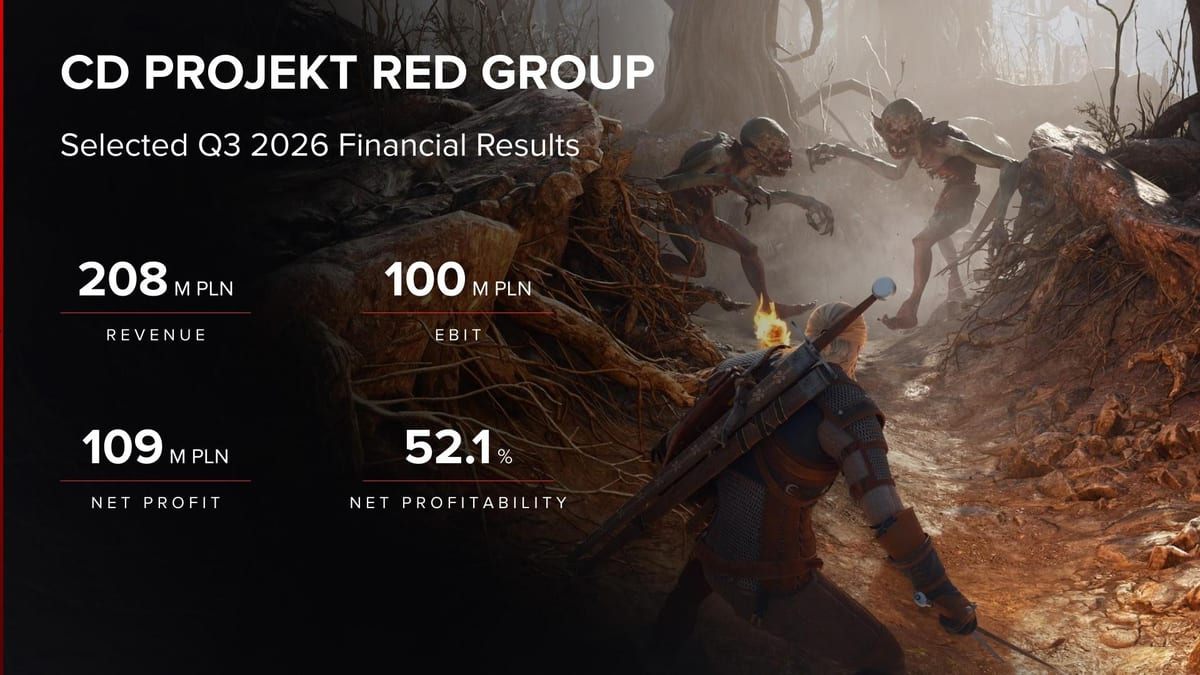 CD PROJEKT RED GROUP
Selected Q3 2026 Financial Results
208 M PLN
REVENUE
100 M PLN
EBIT
109 M PLN
NET PROFIT
52.1 %
NET PROFITABILITY